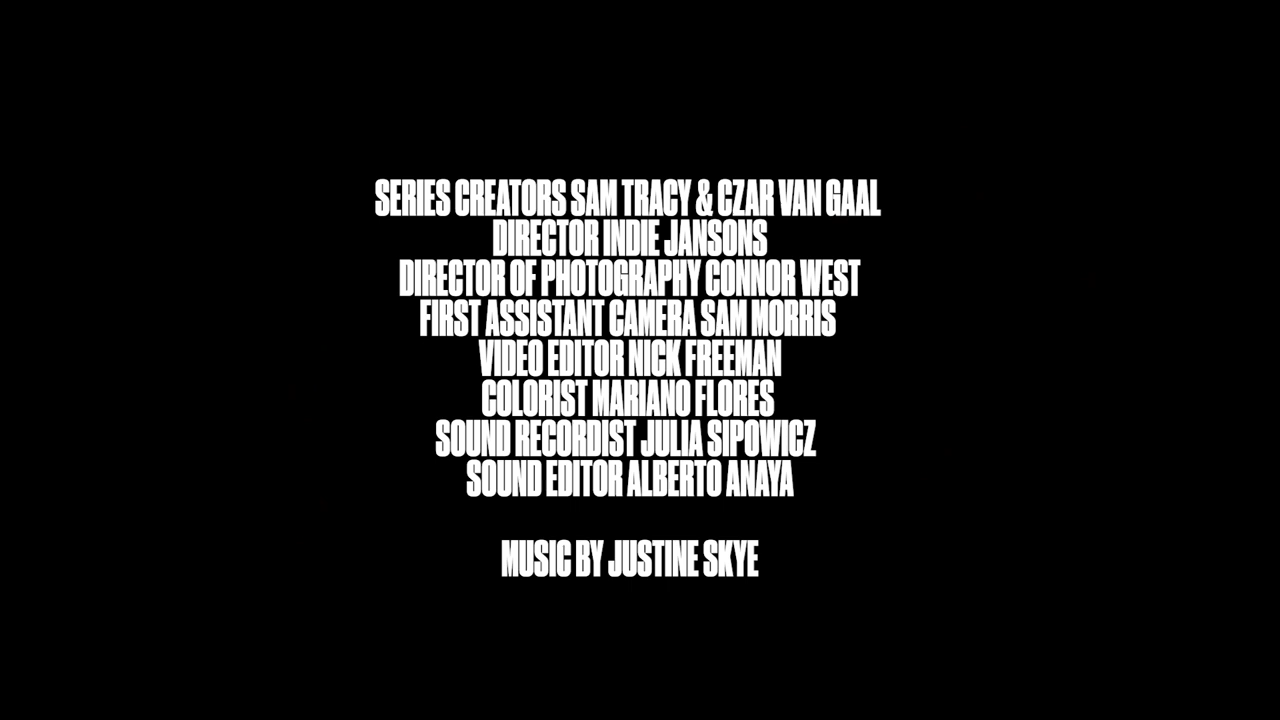 SERIES CREATORS SAM TRACY & CZAR VAN GAAL
DIRECTOR INDIE JANSONS
DIRECTOR OF PHOTOGRAPHY CONNOR WEST
FIRST ASSISTANT CAMERA SAM MORRIS
VIDEO EDITOR NICK FREEMAN
COLORIST MARIANO FLORES
SOUND RECORDIST JULIA SIPOWICZ
SOUND EDITOR ALBERTO ANAYA
MUSIC BY JUSTINE SKYE